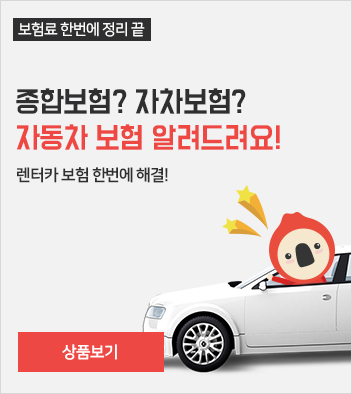 보험료 한번에 정리 끝
종합보험? 자차보험?
자동차 보험 알려드려요!
렌터카 보험 한번에 해결!
상품보기